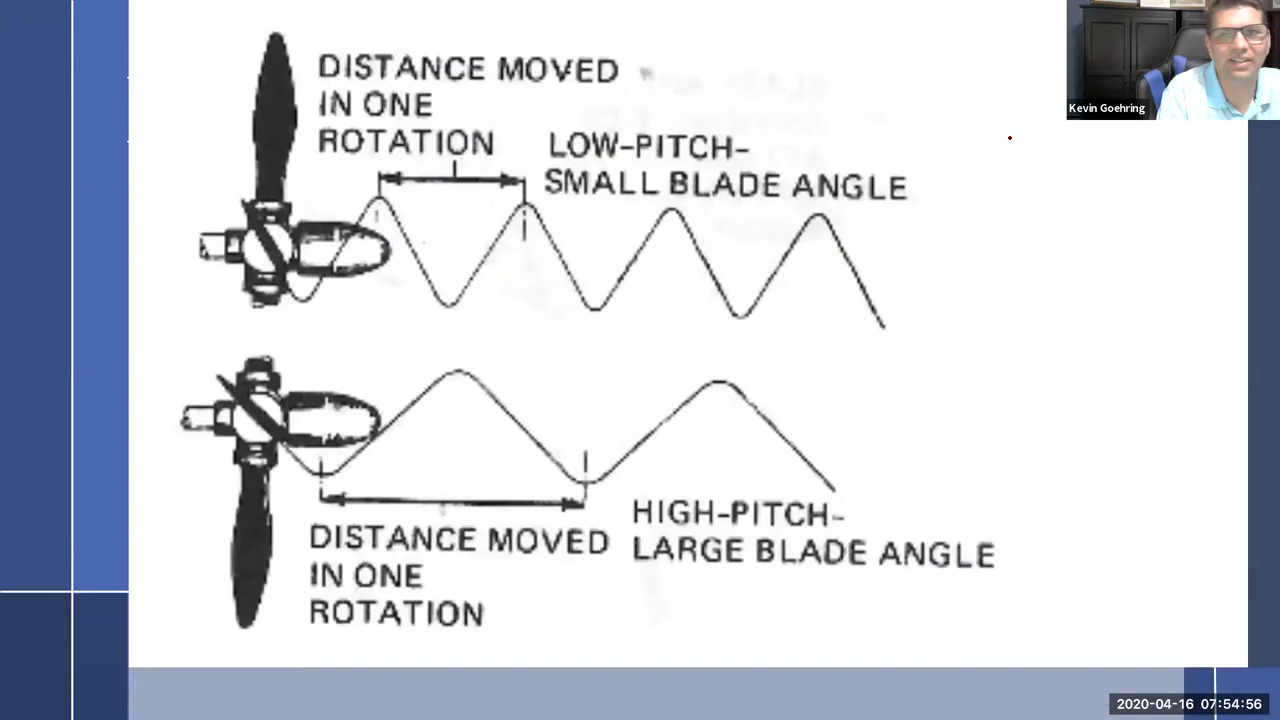 DISTANCE MOVED
IN ONE
ROTATION
LOW-PITCH-
SMALL BLADE ANGLE
Kevin Goehring
DISTANCE MOVED
IN ONE
ROTATION
HIGH-PITCH-
LARGE BLADE ANGLE
2020-04-16 07:54:56